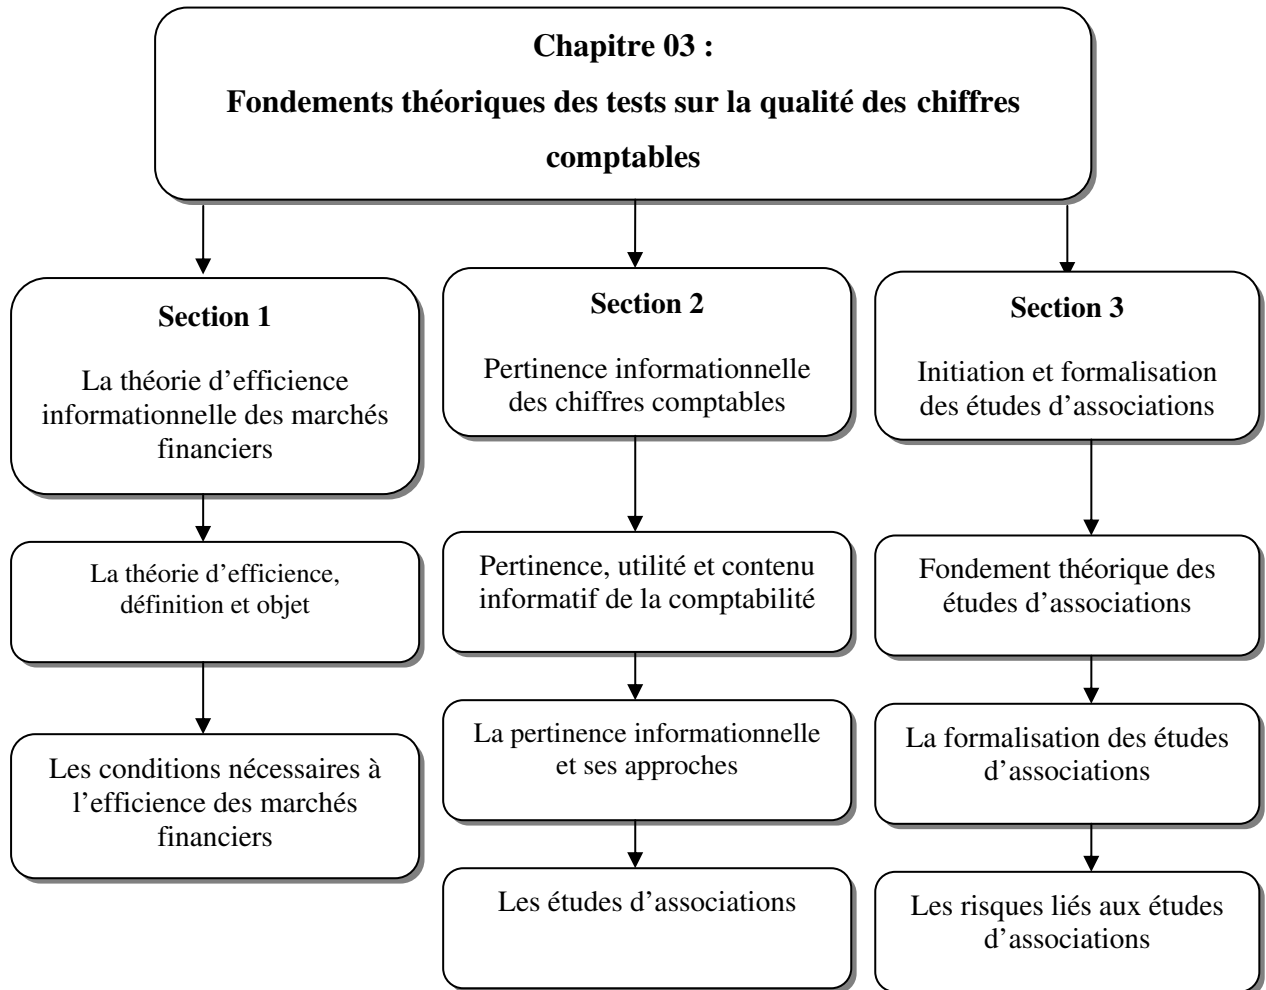 Chapitre 03 :
Fondements théoriques des tests sur la qualité des chiffres
comptables
Section 1
La théorie d’efficience
informationnelle des marchés
financiers
La théorie d’efficience,
définition et objet
Les conditions nécessaires à
l’efficience des marchés
financiers
Section 2
Pertinence informationnelle
des chiffres comptables
Pertinence, utilité et contenu
informatif de la comptabilité
La pertinence informationnelle
et ses approches
Les études d’associations
Section 3
Initiation et formalisation
des études d’associations
Fondement théorique des
études d’associations
La formalisation des études
d’associations
Les risques liés aux études
d’associations